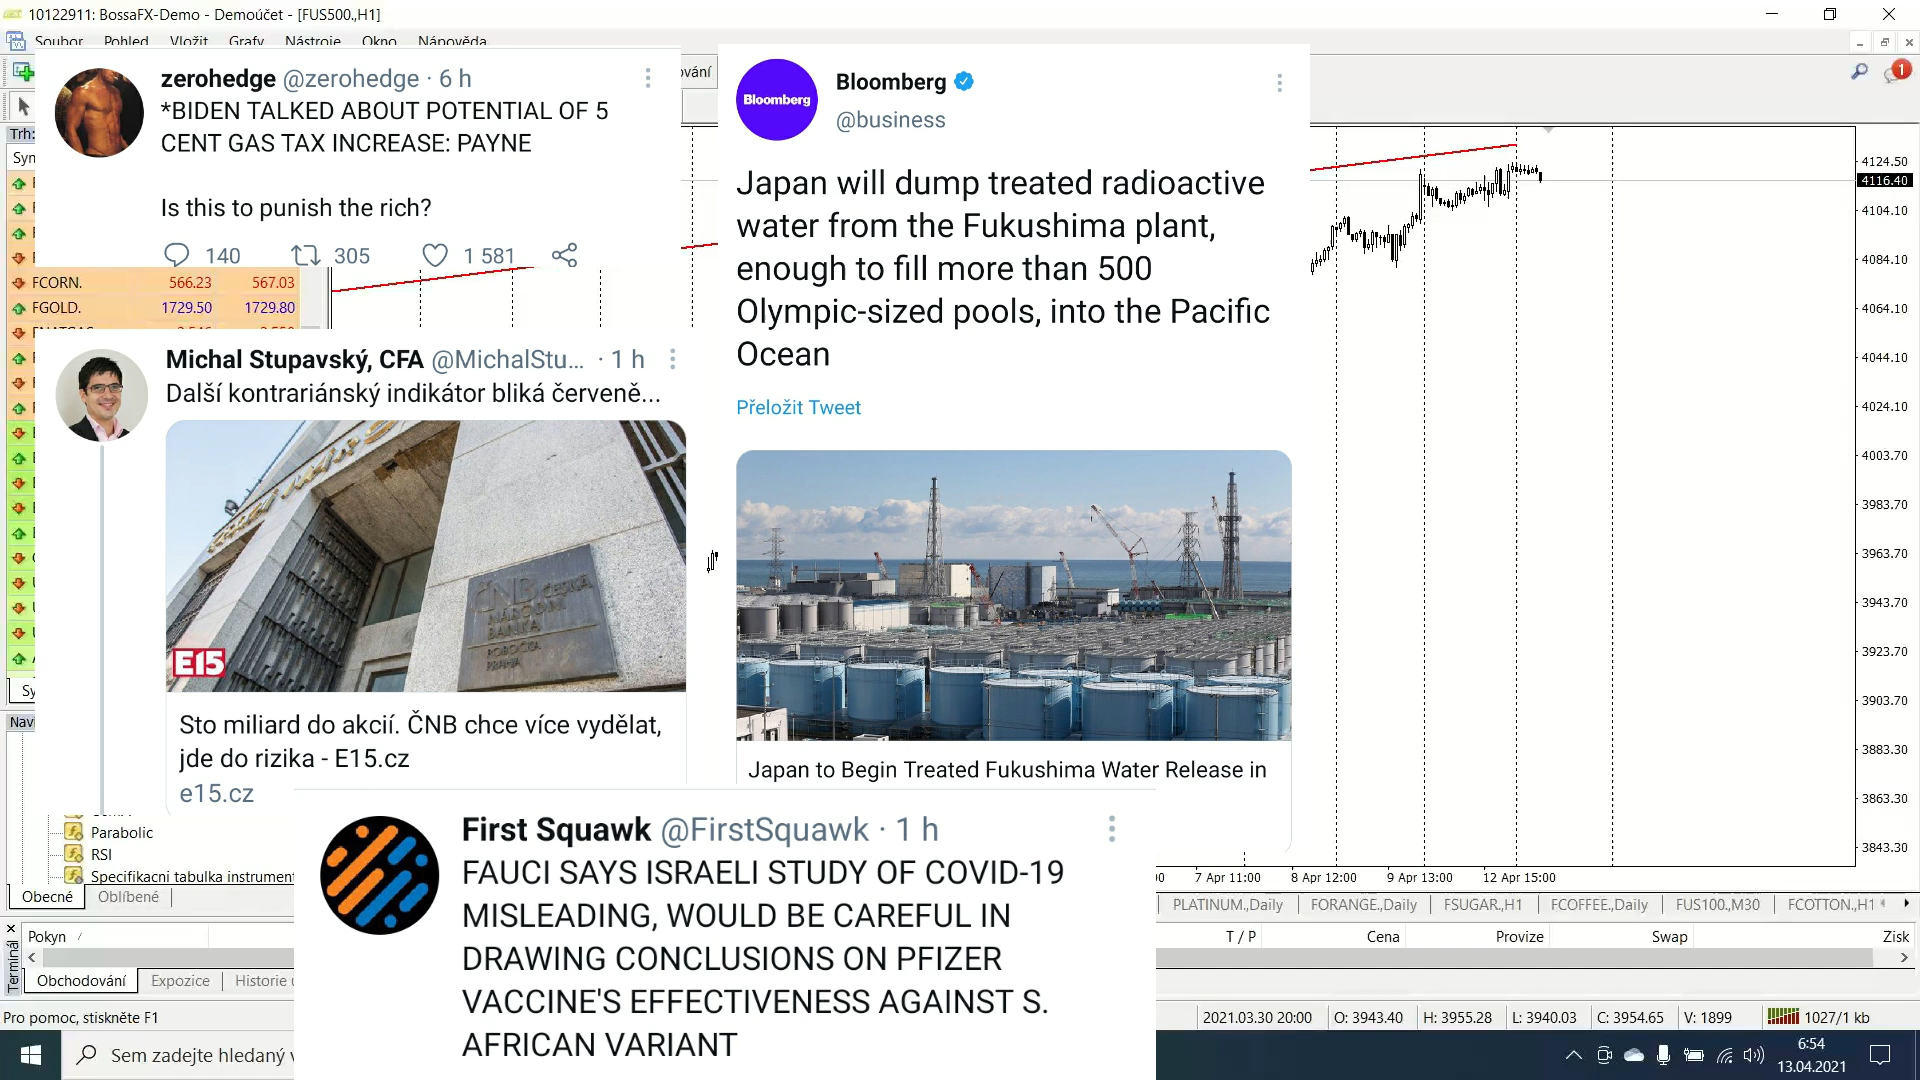 10122911: BossaFX-Demo - Demoúčet - [FUS500.,H1]
Soubor Pohled Vložit Grafy Nástroje Okno Nápověda
zerohedge @zerohedge · 6 h
*BIDEN TALKED ABOUT POTENTIAL OF 5
CENT GAS TAX INCREASE: PAYNE
Is this to punish the rich?
140 305 1 581
FCORN. 566.23 567.03
FGOLD. 1729.50 1729.80
Michal Stupavský, CFA @MichalStu... · 1 h
Další kontrariánský indikátor bliká červeně...
ČNB ČESKÁ
NÁRODNÍ
BANKA
POBOČKA
PRAHA
E15
Sto miliard do akcií. ČNB chce více vydělat,
jde do rizika - E15.cz
e15.cz
Bloomberg
Bloomberg
@business
Japan will dump treated radioactive
water from the Fukushima plant,
enough to fill more than 500
Olympic-sized pools, into the Pacific
Ocean
Přeložit Tweet
Japan to Begin Treated Fukushima Water Release in
First Squawk @FirstSquawk · 1 h
FAUCI SAYS ISRAELI STUDY OF COVID-19
MISLEADING, WOULD BE CAREFUL IN
DRAWING CONCLUSIONS ON PFIZER
VACCINE'S EFFECTIVENESS AGAINST S.
AFRICAN VARIANT
1
4124.50
4116.40
4104.10
4084.10
4064.10
4044.10
4024.10
4003.70
3983.70
3963.70
3943.70
3923.70
3903.70
3883.30
3863.30
3843.30
7 Apr 11:00 8 Apr 12:00 9 Apr 13:00 12 Apr 15:00
PLATINUM.,Daily FORANGE.,Daily FSUGAR.,H1 FCOFFEE.,Daily FUS100.,M30 FCOTTON.,H1
Parabolic
RSI
Specifikacni tabulka instrument
Obecné Oblíbené
Terminál
Pokyn / T / P Cena Provize Swap Zisk
Obchodování Expozice Historie
Pro pomoc, stiskněte F1
2021.03.30 20:00 O: 3943.40 H: 3955.28 L: 3940.03 C: 3954.65 V: 1899 1027/1 kb
Sem zadejte hledaný
6:54
13.04.2021